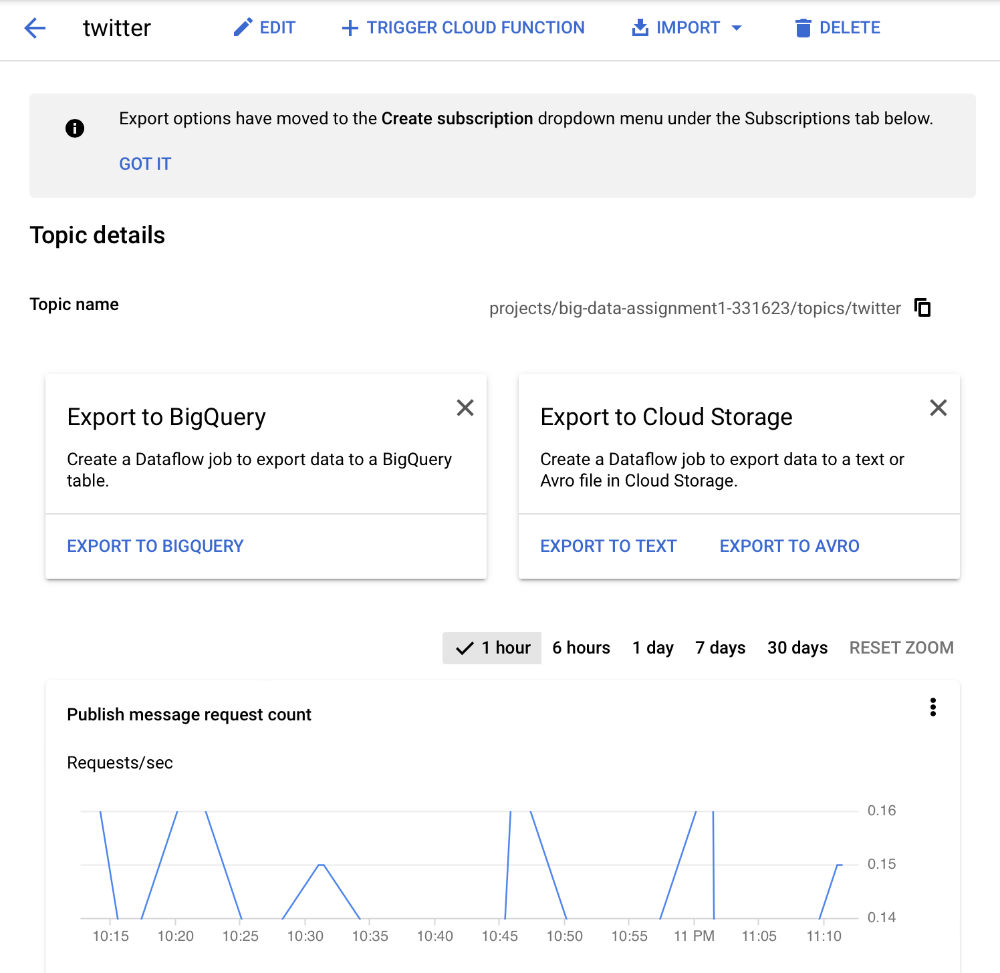 twitter EDIT TRIGGER CLOUD FUNCTION IMPORT DELETE
Export options have moved to the Create subscription dropdown menu under the Subscriptions tab below.
GOT IT
Topic details
Topic name projects/big-data-assignment1-331623/topics/twitter
Export to BigQuery
Create a Dataflow job to export data to a BigQuery
table.
EXPORT TO BIGQUERY
Export to Cloud Storage
Create a Dataflow job to export data to a text or
Avro file in Cloud Storage.
EXPORT TO TEXT EXPORT TO AVRO
1 hour 6 hours 1 day 7 days 30 days RESET ZOOM
Publish message request count
Requests/sec
0.16
0.15
0.14
10:15 10:20 10:25 10:30 10:35 10:40 10:45 10:50 10:55 11 PM 11:05 11:10